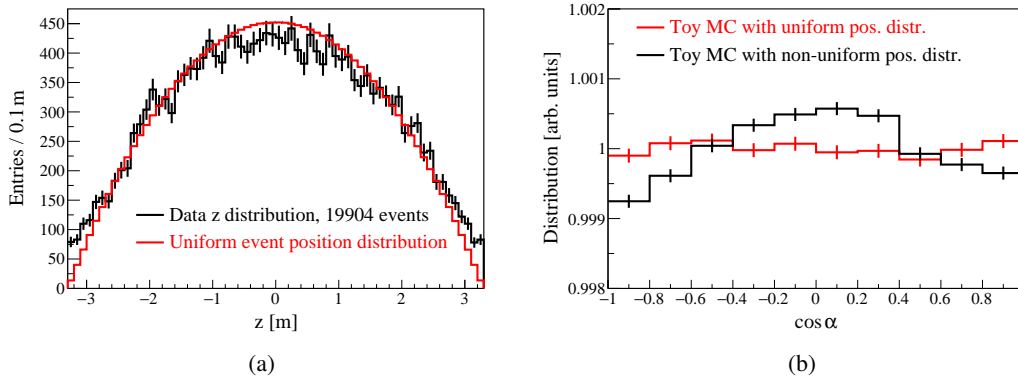 450
400
350
300
250
200
150
100
50
0
Entries / 0.1 m
Data z distribution, 19904 events
Uniform event position distribution
−3 −2 −1 0 1 2 3
z [m]
(a)
1.002
1.001
1
0.999
0.998
Distribution [arb. units]
Toy MC with uniform pos. distr.
Toy MC with non-uniform pos. distr.
−1 −0.8 −0.6 −0.4 −0.2 0 0.2 0.4 0.6 0.8
cos α
(b)